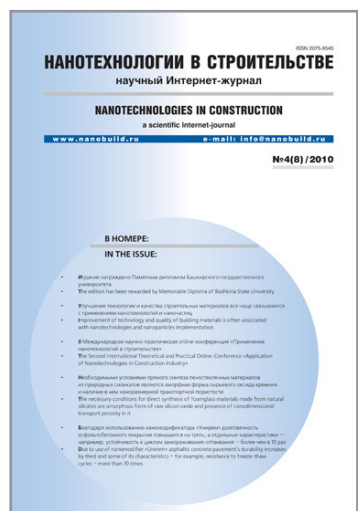 ISSN 2075-8545
НАНОТЕХНОЛОГИИ В СТРОИТЕЛЬСТВЕ
научный Интернет-журнал
NANOTECHNOLOGIES IN CONSTRUCTION
a scientific Internet-journal
www.nanobuild.ru e-mail: info@nanobuild.ru
№4(8)/2010
В НОМЕРЕ:
IN THE ISSUE:
• Издание награждено Памятным дипломом Башкирского государственного
университета
• The edition has been rewarded by Memorable Diploma of Bashkiria State University
• Улучшение технологии и качества строительных материалов все чаще связываются
с применением нанотехнологий и наночастиц
• Improvement of technology and quality of building materials is often associated
with nanotechnologies and nanoparticles implementation
• II Международная научно-практическая online-конференция «Применение
нанотехнологий в строительстве»
• The Second International Theoretical and Practical Online-Conference «Application
of Nanotechnologies in Construction Industry»
• Необходимыми условиями прямого синтеза пеностекольных материалов
из природных силикатов являются аморфная форма сырьевого оксида кремния
и наличие в нем наноразмерной транспортной пористости
• The necessary conditions for direct synthesis of foamglass materials made from natural
silicates are amorphous form of raw silicon oxide and presence of nanodimensional
transport porosity in it
• Благодаря использованию наномодификатора «Унирем» долговечность
асфальтобетонного покрытия повышается на треть, а отдельные характеристики –
например, устойчивость к циклам замораживания-оттаивания – более чем в 10 раз
• Due to use of nanomodifier «Unirem» asphaltic concrete pavement's durability increases
by third and some of its characteristics – for example, resistance to freeze-thaw
cycles – more than 10 times